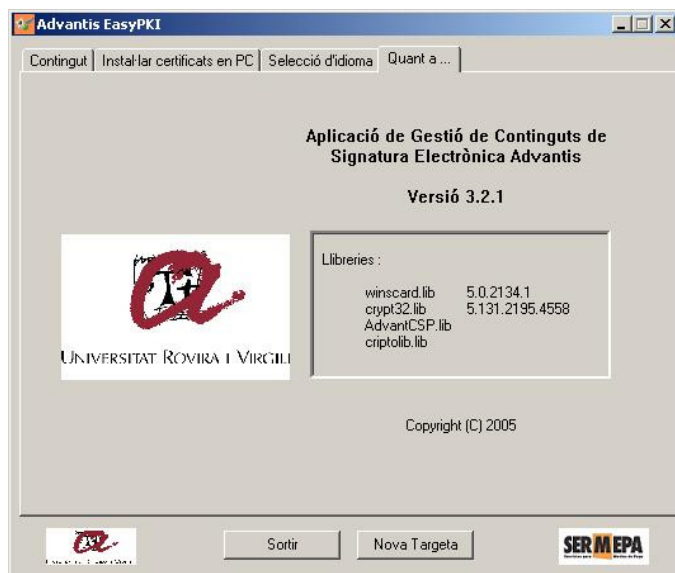 Advantis EasyPKI
Contingut Instal·lar certificats en PC Selecció d'idioma Quant a ...
Aplicació de Gestió de Continguts de
Signatura Electrònica Advantis
Versió 3.2.1
UNIVERSITAT ROVIRA I VIRGILI
Llibreries :
winscard.lib 5.0.2134.1
crypt32.lib 5.131.2195.4558
AdvantCSP.lib
criptolib.lib
Copyright (C) 2005
Sortir Nova Targeta
SERMEPA